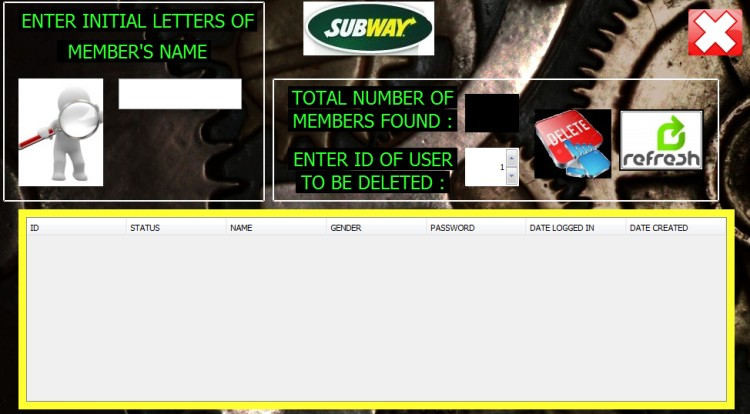 ENTER INITIAL LETTERS OF
MEMBER'S NAME
SUBWAY
TOTAL NUMBER OF
MEMBERS FOUND :
ENTER ID OF USER
TO BE DELETED :
1
DELETE
refresh
ID STATUS NAME GENDER PASSWORD DATE LOGGED IN DATE CREATED